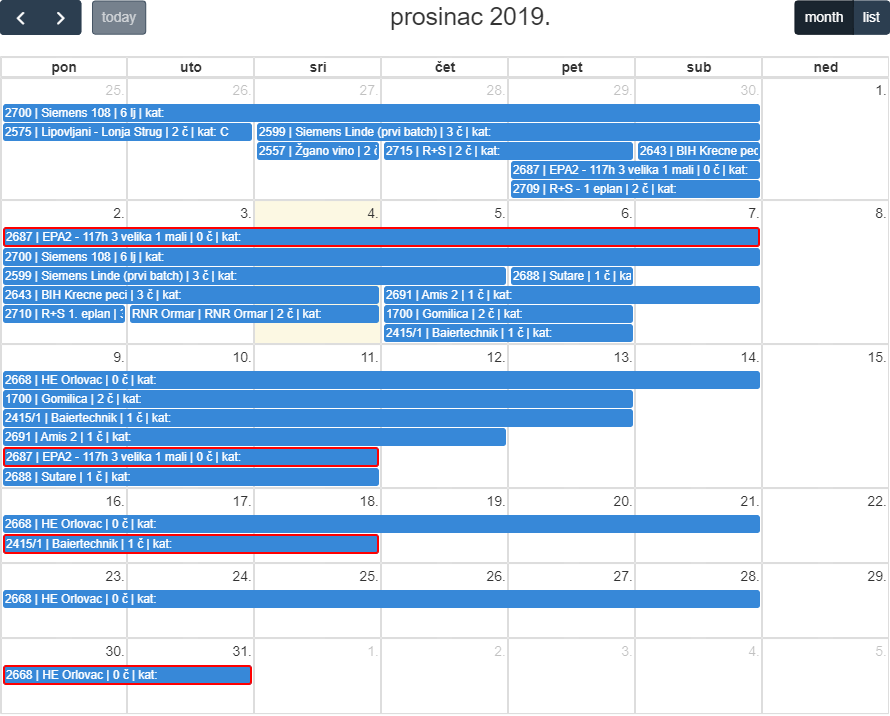 today
prosinac 2019.
month list
pon uto sri čet pet sub ned
25. 26. 27. 28. 29. 30. 1.
2700 | Siemens 108 | 6 lj | kat:
2575 | Lipovljani - Lonja Strug | 2 č | kat: C
2599 | Siemens Linde (prvi batch) | 3 č | kat:
2557 | Žgano vino | 2 č
2715 | R+S | 2 č | kat:
2643 | BIH Krecne pec
2687 | EPA2 - 117h 3 velika 1 mali | 0 č | kat:
2709 | R+S - 1 eplan | 2 č | kat:
2. 3. 4. 5. 6. 7. 8.
2687 | EPA2 - 117h 3 velika 1 mali | 0 č | kat:
2700 | Siemens 108 | 6 lj | kat:
2599 | Siemens Linde (prvi batch) | 3 č | kat:
2688 | Sutare | 1 č | ka
2643 | BIH Krecne peci | 3 č | kat:
2691 | Amis 2 | 1 č | kat:
2710 | R+S 1. eplan | 3
RNR Ormar | RNR Ormar | 2 č | kat:
1700 | Gomilica | 2 č | kat:
2415/1 | Baiertechnik | 1 č | kat:
9. 10. 11. 12. 13. 14. 15.
2668 | HE Orlovac | 0 č | kat:
1700 | Gomilica | 2 č | kat:
2415/1 | Baiertechnik | 1 č | kat:
2691 | Amis 2 | 1 č | kat:
2687 | EPA2 - 117h 3 velika 1 mali | 0 č | kat:
2688 | Sutare | 1 č | kat:
16. 17. 18. 19. 20. 21. 22.
2668 | HE Orlovac | 0 č | kat:
2415/1 | Baiertechnik | 1 č | kat:
23. 24. 25. 26. 27. 28. 29.
2668 | HE Orlovac | 0 č | kat:
30. 31. 1. 2. 3. 4. 5.
2668 | HE Orlovac | 0 č | kat: